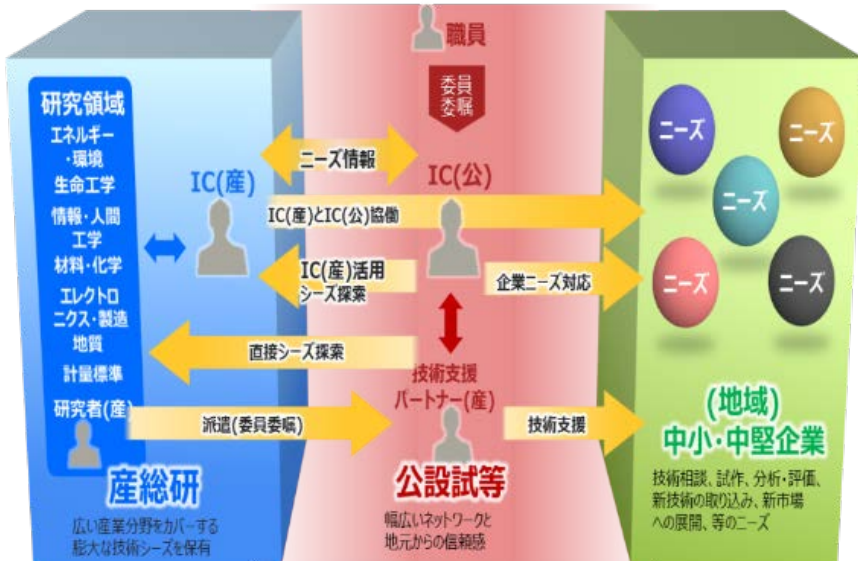 職員
委員
委嘱
研究領域
エネルギー
・環境
生命工学
情報・人間
工学
材料・化学
エレクトロ
ニクス・製造
地質
計量標準
研究者(産)
IC(産)
ニーズ情報
IC(公)
IC(産)とIC(公)協働
IC(産)活用
シーズ探索
企業ニーズ対応
直接シーズ探索
技術支援
パートナー(産)
派遣(委員委嘱)
技術支援
ニーズ
ニーズ
ニーズ
ニーズ
ニーズ
産総研
広い産業分野をカバーする
膨大な技術シーズを保有
公設試等
幅広いネットワークと
地元からの信頼感
(地域)
中小・中堅企業
技術相談、試作、分析・評価、
新技術の取り込み、新市場
への展開、等のニーズ